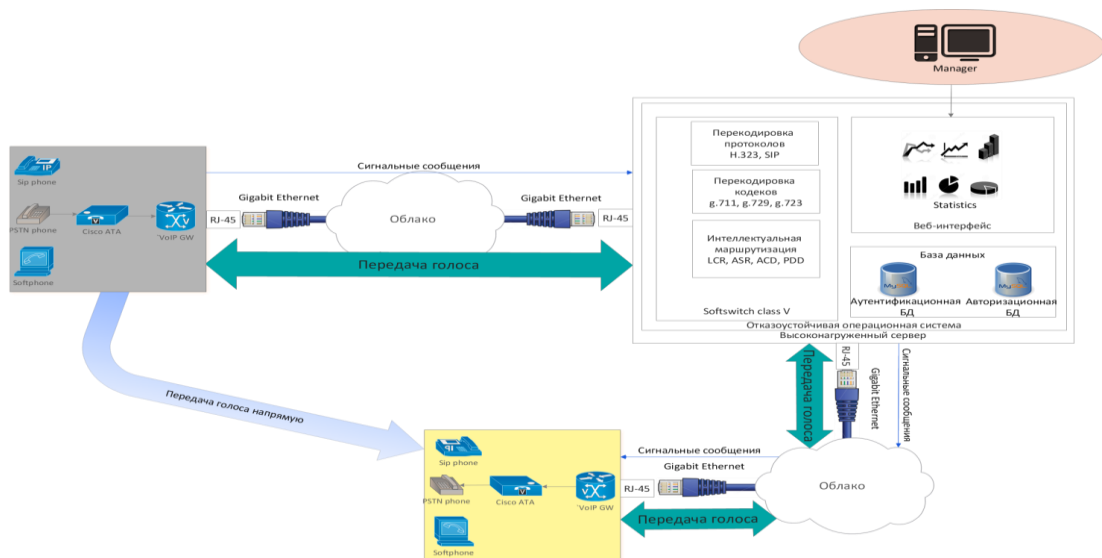 Manager
Перекодировка
протоколов
H.323, SIP
Перекодировка
кодеков
g.711, g.729, g.723
Интеллектуальная
маршрутизация
LCR, ASR, ACD, PDD
Softswitch class V
Statistics
Веб-интерфейс
База данных
MySQL
Аутентификационная
БД
MySQL
Авторизационная
БД
Отказоустойчивая операционная система
Высоконагруженный сервер
IP
Sip phone
PSTN phone
V
Cisco ATA
V
'VoIP GW
Softphone
Сигнальные сообщения
Gigabit Ethernet
Gigabit Ethernet
RJ-45
Облако
RJ-45
Передача голоса
Передача голоса напрямую
Передача голоса
RJ-45
Gigabit Ethernet
Сигнальные сообщения
IP
Sip phone
PSTN phone
V
Cisco ATA
V
'VoIP GW
Softphone
Сигнальные сообщения
Gigabit Ethernet
RJ-45
Облако
Передача голоса